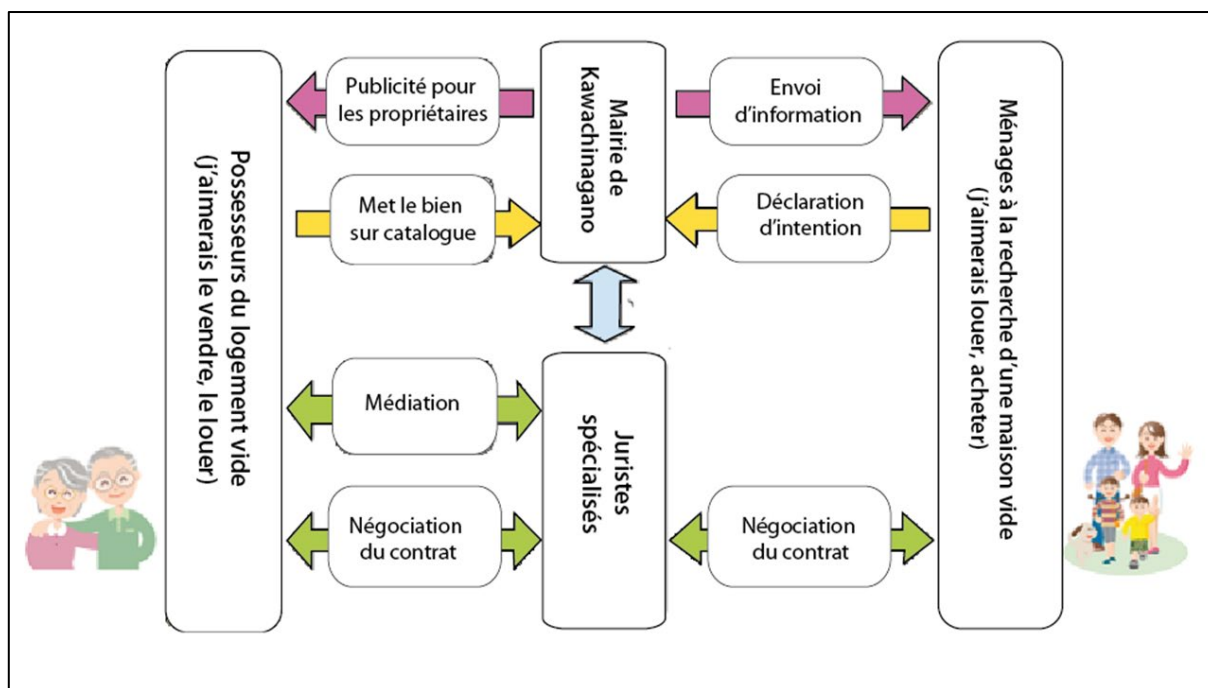 Possesseurs du logement vide
(j'aimerais le vendre, le louer)
Publicité pour
les propriétaires
Met le bien
sur catalogue
Médiation
Négociation
du contrat
Mairie de
Kawachinagano
Juristes
spécialisés
Envoi
d'information
Déclaration
d'intention
Négociation
du contrat
Ménages à la recherche d'une maison vide
(j'aimerais louer, acheter)